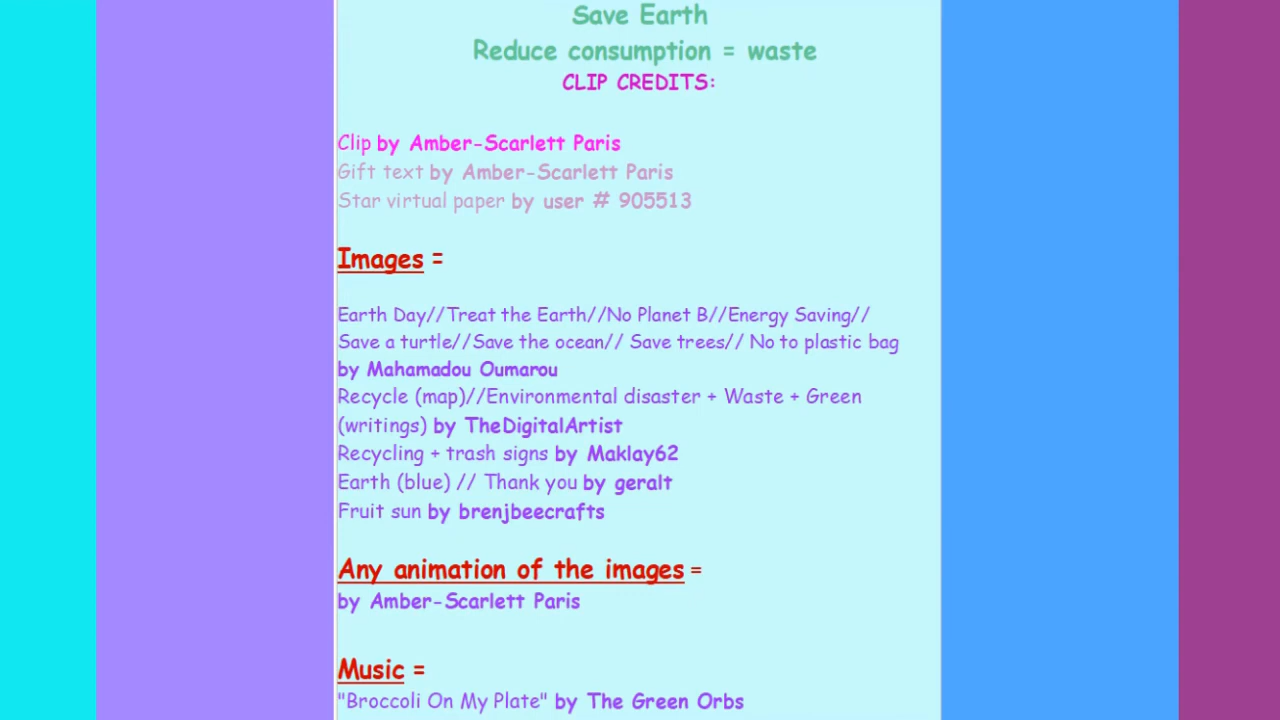 Save Earth
Reduce consumption = waste
CLIP CREDITS:
Clip by Amber-Scarlett Paris
Gift text by Amber-Scarlett Paris
Star virtual paper by user # 905513
Images =
Earth Day//Treat the Earth//No Planet B//Energy Saving//
Save a turtle//Save the ocean// Save trees// No to plastic bag
by Mahamadou Oumarou
Recycle (map)//Environmental disaster + Waste + Green
(writings) by TheDigitalArtist
Recycling + trash signs by Maklay62
Earth (blue) // Thank you by geralt
Fruit sun by brenjbeecrafts
Any animation of the images =
by Amber-Scarlett Paris
Music =
"Broccoli On My Plate" by The Green Orbs